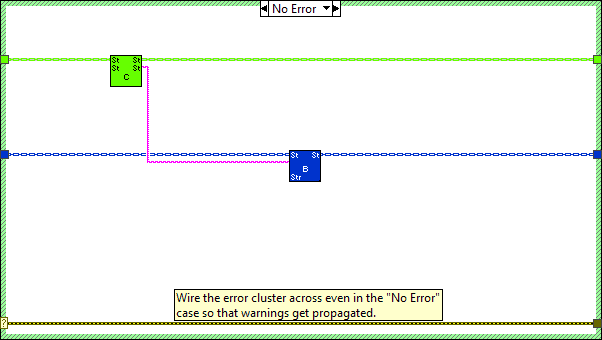 No Error
St
St St
C
St St
B
Str
Wire the error cluster across even in the "No Error"
case so that warnings get propagated.
?